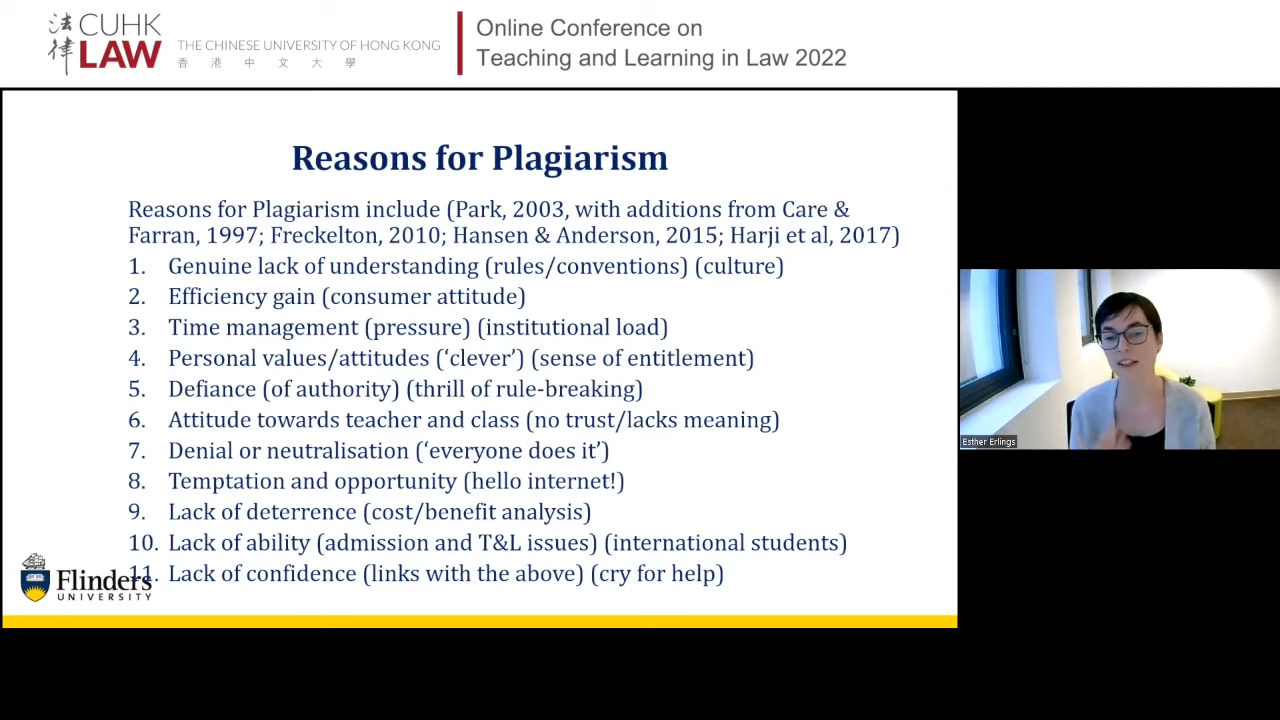 法律
CUHK
LAW
THE CHINESE UNIVERSITY OF HONG KONG
香港中文大學
Online Conference on
Teaching and Learning in Law 2022
Reasons for Plagiarism
Reasons for Plagiarism include (Park, 2003, with additions from Care &
Farran, 1997; Freckelton, 2010; Hansen & Anderson, 2015; Harji et al, 2017)
1. Genuine lack of understanding (rules/conventions) (culture)
2. Efficiency gain (consumer attitude)
3. Time management (pressure) (institutional load)
4. Personal values/attitudes (‘clever’) (sense of entitlement)
5. Defiance (of authority) (thrill of rule-breaking)
6. Attitude towards teacher and class (no trust/lacks meaning)
7. Denial or neutralisation (‘everyone does it’)
8. Temptation and opportunity (hello internet!)
9. Lack of deterrence (cost/benefit analysis)
10. Lack of ability (admission and T&L issues) (international students)
11. Lack of confidence (links with the above) (cry for help)
Flinders
UNIVERSITY
Esther Erlings